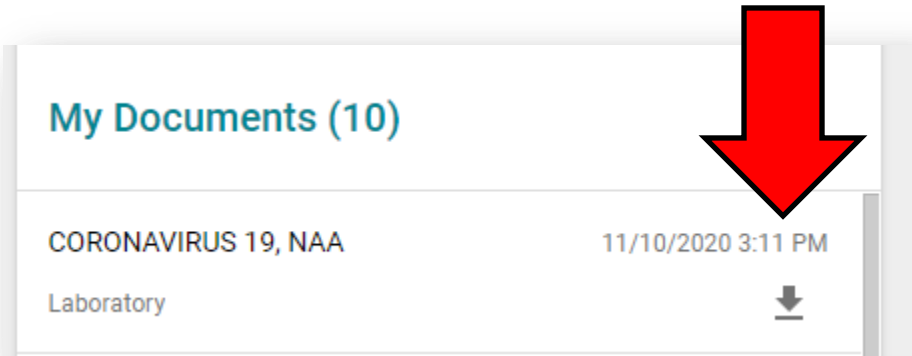 My Documents (10)
CORONAVIRUS 19, NAA 11/10/2020 3:11 PM
Laboratory